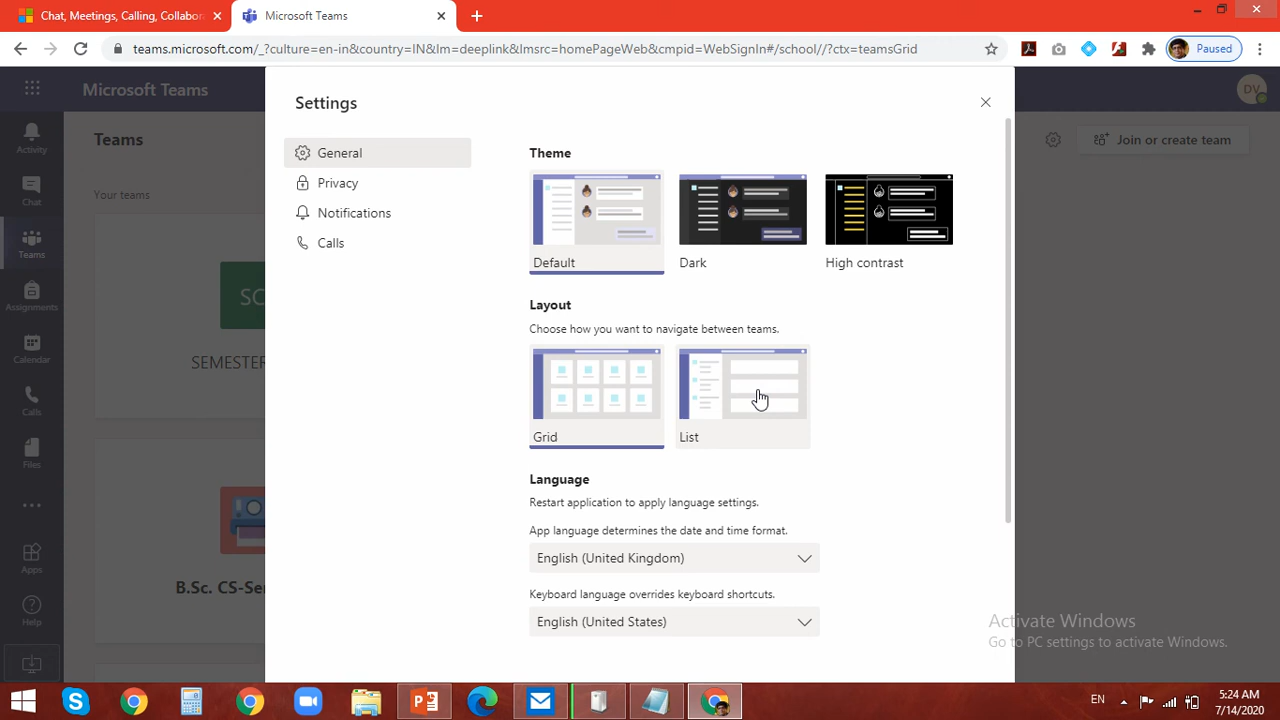 Chat, Meetings, Calling, Collabora
Microsoft Teams
teams.microsoft.com/_?culture=en-in&country=IN&lm=deeplink&lmsrc=homePageWeb&cmpid=WebSignIn#/school//?ctx=teamsGrid
Paused
Microsoft Teams
DV
Activity
Chat
Teams
Assignments
Calendar
Calls
Files
Apps
Help
Teams
Join or create team
Your teams
SC
SEMESTER
B.Sc. CS-Se
Settings
General
Privacy
Notifications
Calls
Theme
Default
Dark
High contrast
Layout
Choose how you want to navigate between teams.
Grid
List
Language
Restart application to apply language settings.
App language determines the date and time format.
English (United Kingdom)
Keyboard language overrides keyboard shortcuts.
English (United States)
Activate Windows
Go to PC settings to activate Windows.
EN
5:24 AM
7/14/2020